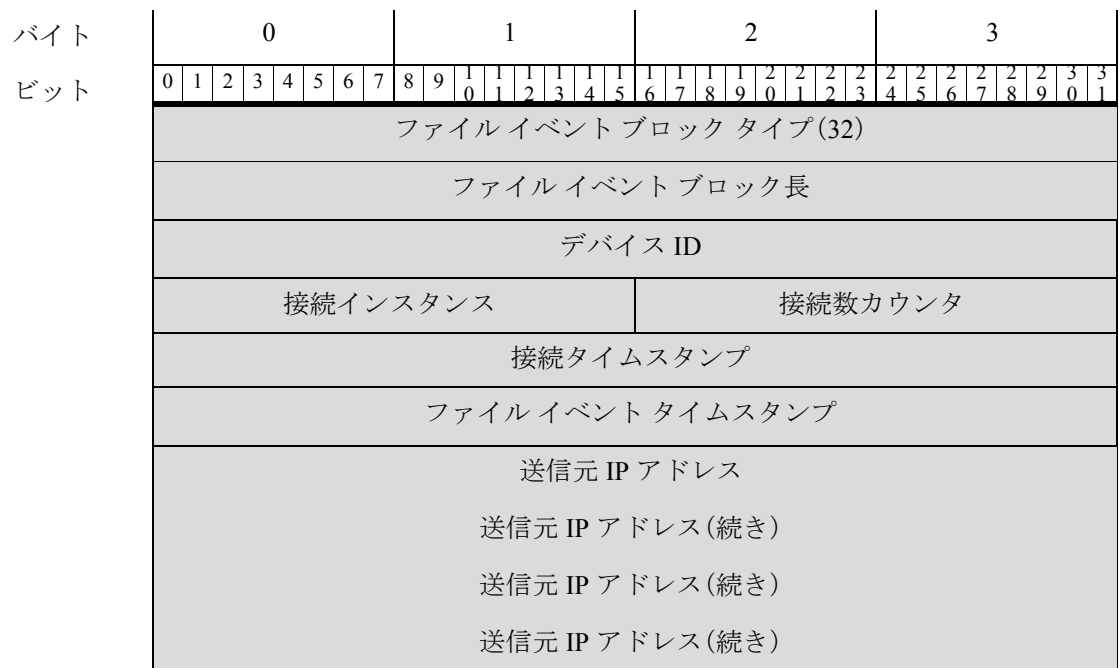 バイト 0 1 2 3
ビット 0 1 2 3 4 5 6 7 8 9 10 11 12 13 14 15 16 17 18 19 20 21 22 23 24 25 26 27 28 29 30 31
ファイル イベント ブロック タイプ(32)
ファイル イベント ブロック長
デバイス ID
接続インスタンス 接続数カウンタ
接続タイムスタンプ
ファイル イベント タイムスタンプ
送信元 IP アドレス
送信元 IP アドレス(続き)
送信元 IP アドレス(続き)
送信元 IP アドレス(続き)